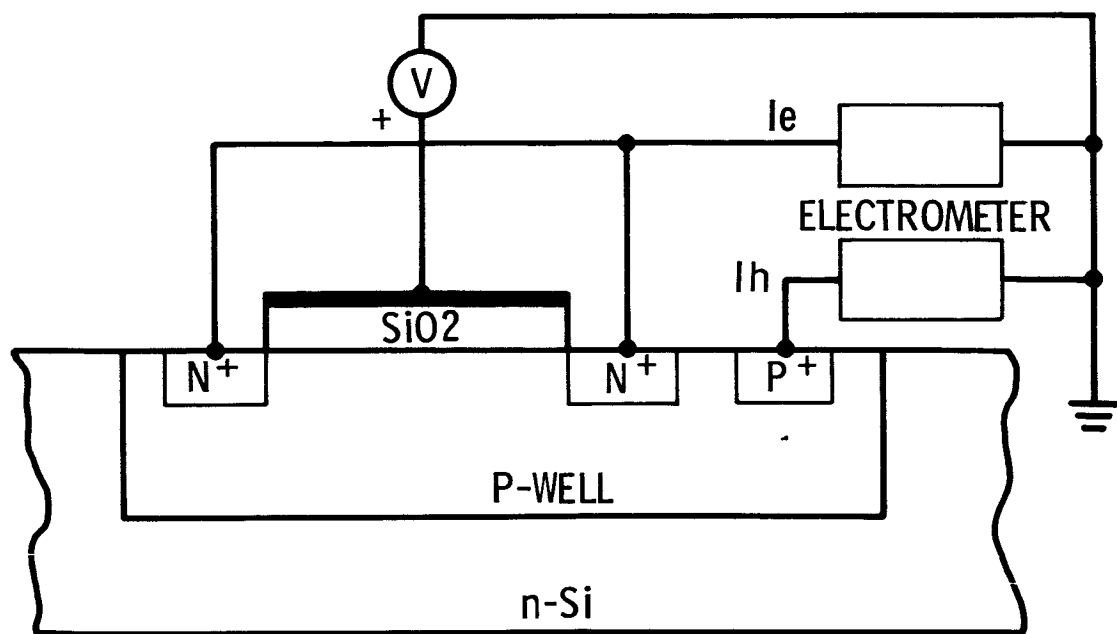 V
+
Ie
ELECTROMETER
Ih
SiO2
N+
N+
P+
P-WELL
n-Si